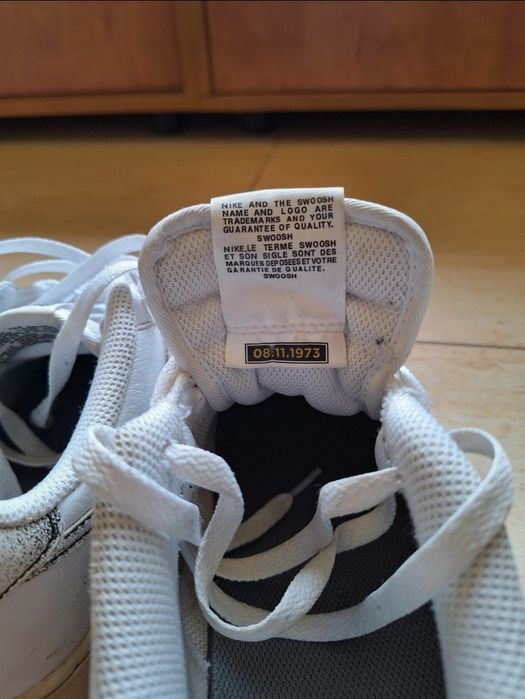 NIKE AND THE SWOOSH
NAME AND LOGO ARE
TRADEMARKS AND YOUR
GUARANTEE OF QUALITY.
SWOOSH
NIKE,LE TERME SWOOSH
ET SON SIGLE SONT DES
MARQUES DEPOSEES ET VOTRE
GARANTIE DE QUALITE.
SWOOSH
08.11.1973